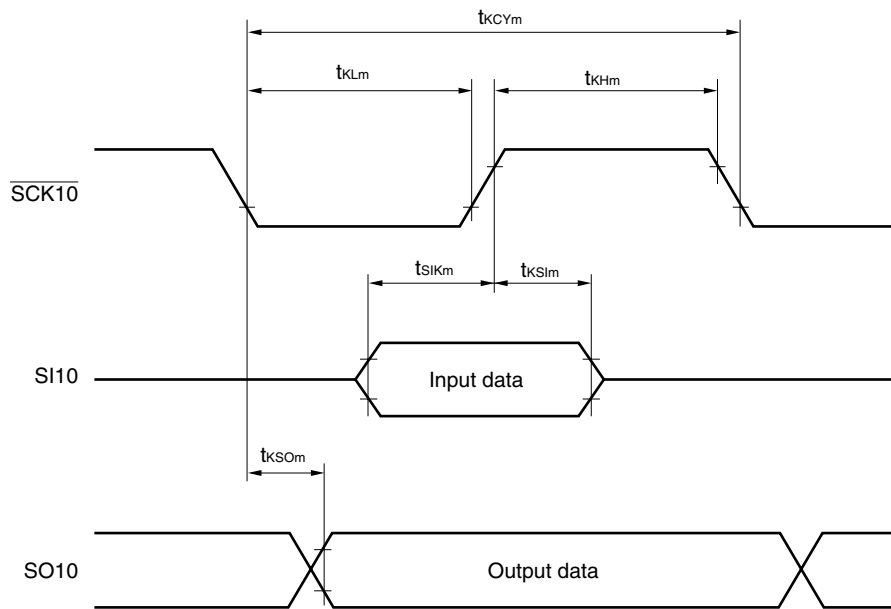 tKCYm
tKLm
tKHm
SCK10
tSIKm
tKSIm
SI10
Input data
tKSOm
SO10
Output data